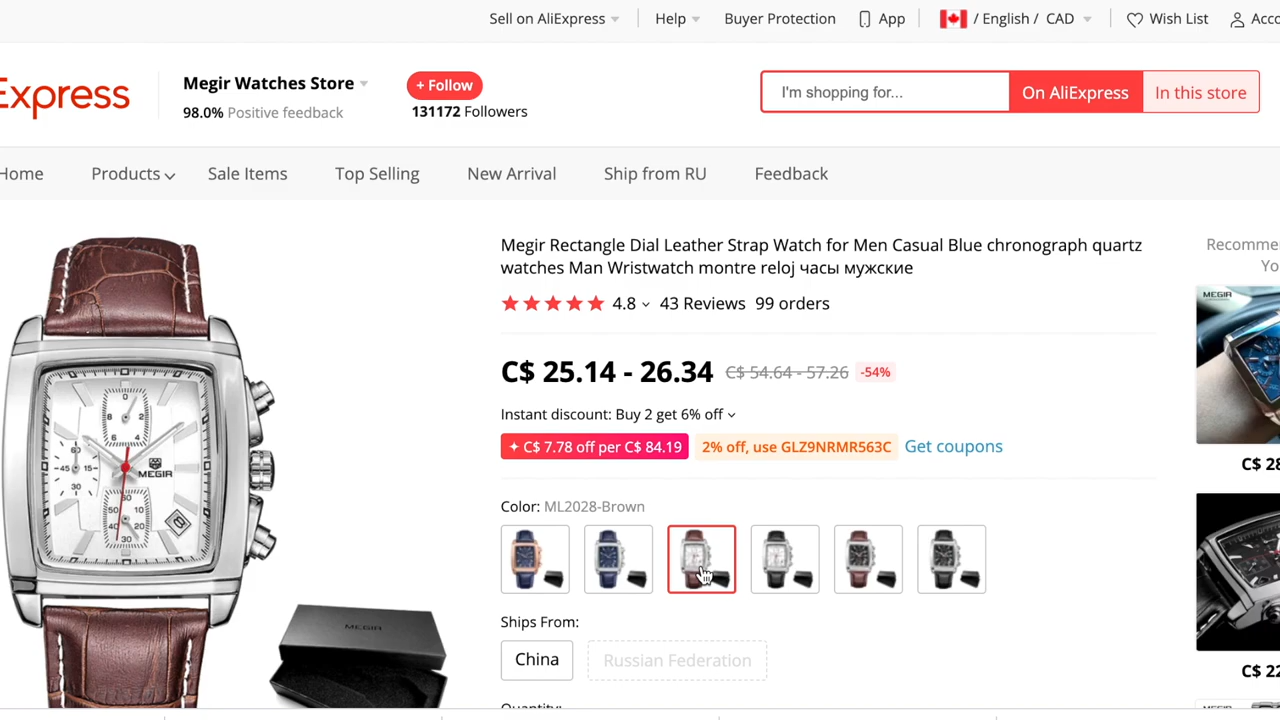 Sell on AliExpress
Help
Buyer Protection
App
/ English / CAD
Wish List
Express
Megir Watches Store
+ Follow
98.0% Positive feedback
131172 Followers
I'm shopping for...
On AliExpress
In this store
Home
Products
Sale Items
Top Selling
New Arrival
Ship from RU
Feedback
Megir Rectangle Dial Leather Strap Watch for Men Casual Blue chronograph quartz
watches Man Wristwatch montre reloj часы мужские
4.8
43 Reviews
99 orders
C$ 25.14 - 26.34
C$ 54.64 - 57.26
-54%
Instant discount: Buy 2 get 6% off
C$ 7.78 off per C$ 84.19
2% off, use GLZ9NRMR563C
Get coupons
Color: ML2028-Brown
Ships From:
China
Russian Federation
Quantity:
MEGIR
MEGIR
MEGIR
C$ 28
C$ 22